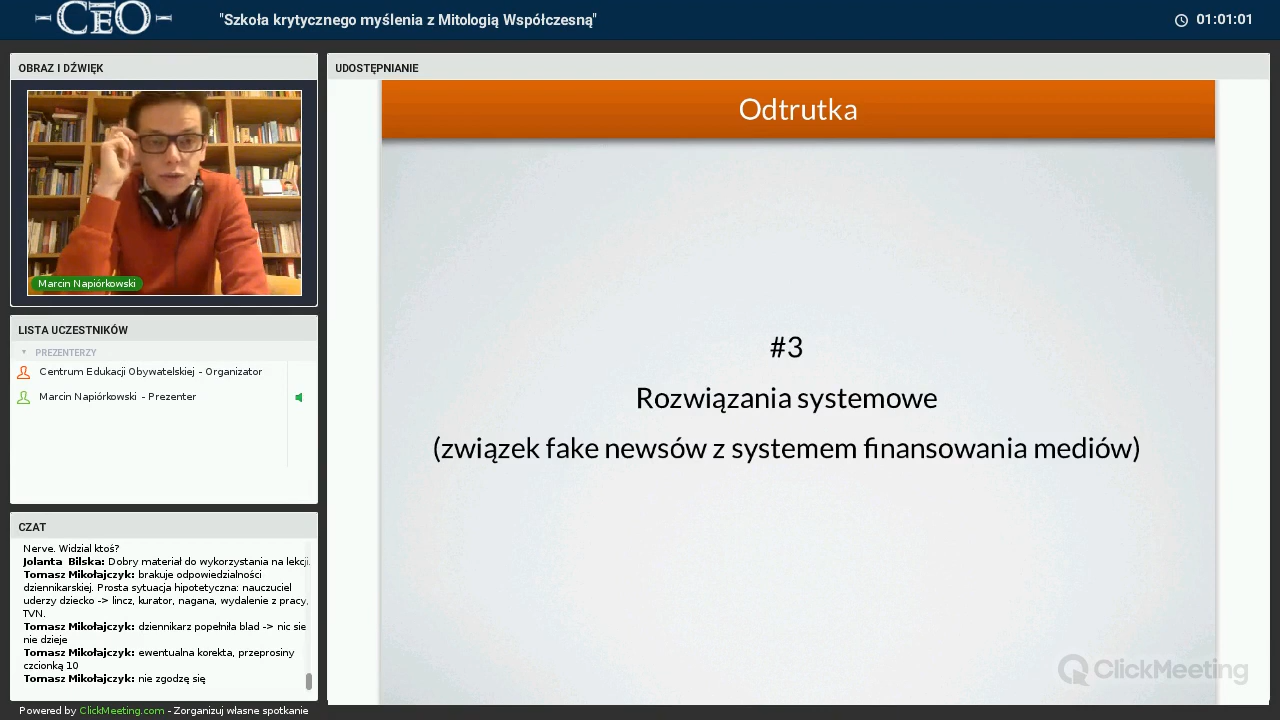 CEO
"Szkoła krytycznego myślenia z Mitologią Współczesną"
01:01:01
OBRAZ I DŹWIĘK
Marcin Napiórkowski
LISTA UCZESTNIKÓW
PREZENTERZY
Centrum Edukacji Obywatelskiej - Organizator
Marcin Napiórkowski - Prezenter
CZAT
Nerve. Widzial ktoś?
Jolanta Bilska: Dobry materiał do wykorzystania na lekcji.
Tomasz Mikołajczyk: brakuje odpowiedzialności
dziennikarskiej. Prosta sytuacja hipotetyczna: nauczuciel
uderzy dziecko -> lincz, kurator, nagana, wydalenie z pracy,
TVN.
Tomasz Mikołajczyk: dziennikarz popełniła blad -> nic sie
nie dzieje
Tomasz Mikołajczyk: ewentualna korekta, przeprosiny
czcionką 10
Tomasz Mikołajczyk: nie zgodzę się
Powered by ClickMeeting.com - Zorganizuj własne spotkanie
UDOSTĘPNIANIE
Odtrutka
#3
Rozwiązania systemowe
(związek fake newsów z systemem finansowania mediów)
ClickMeeting